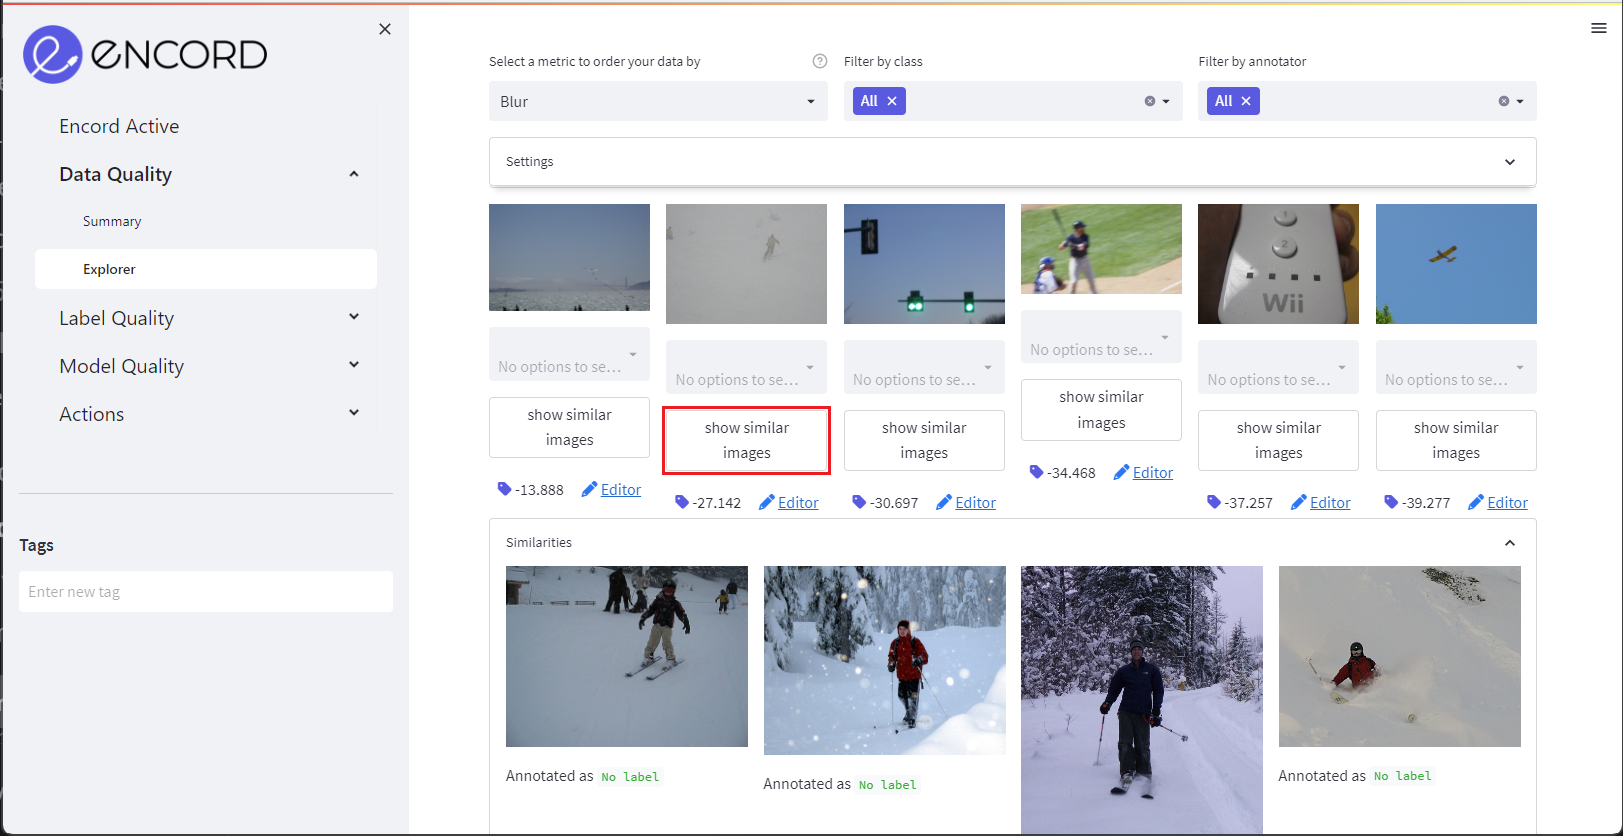 ENCORD
Encord Active
Data Quality
Summary
Explorer
Label Quality
Model Quality
Actions
Tags
Enter new tag
Select a metric to order your data by
Blur
Filter by class
All
Filter by annotator
All
Settings
1
2
Wii
No options to se...
No options to se...
No options to se...
No options to se...
No options to se...
No options to se...
show similar
images
show similar
images
show similar
images
show similar
images
show similar
images
show similar
images
-13.888 Editor
-27.142 Editor
-30.697 Editor
-34.468 Editor
-37.257 Editor
-39.277 Editor
Similarities
Annotated as No label
Annotated as No label
Annotated as No label